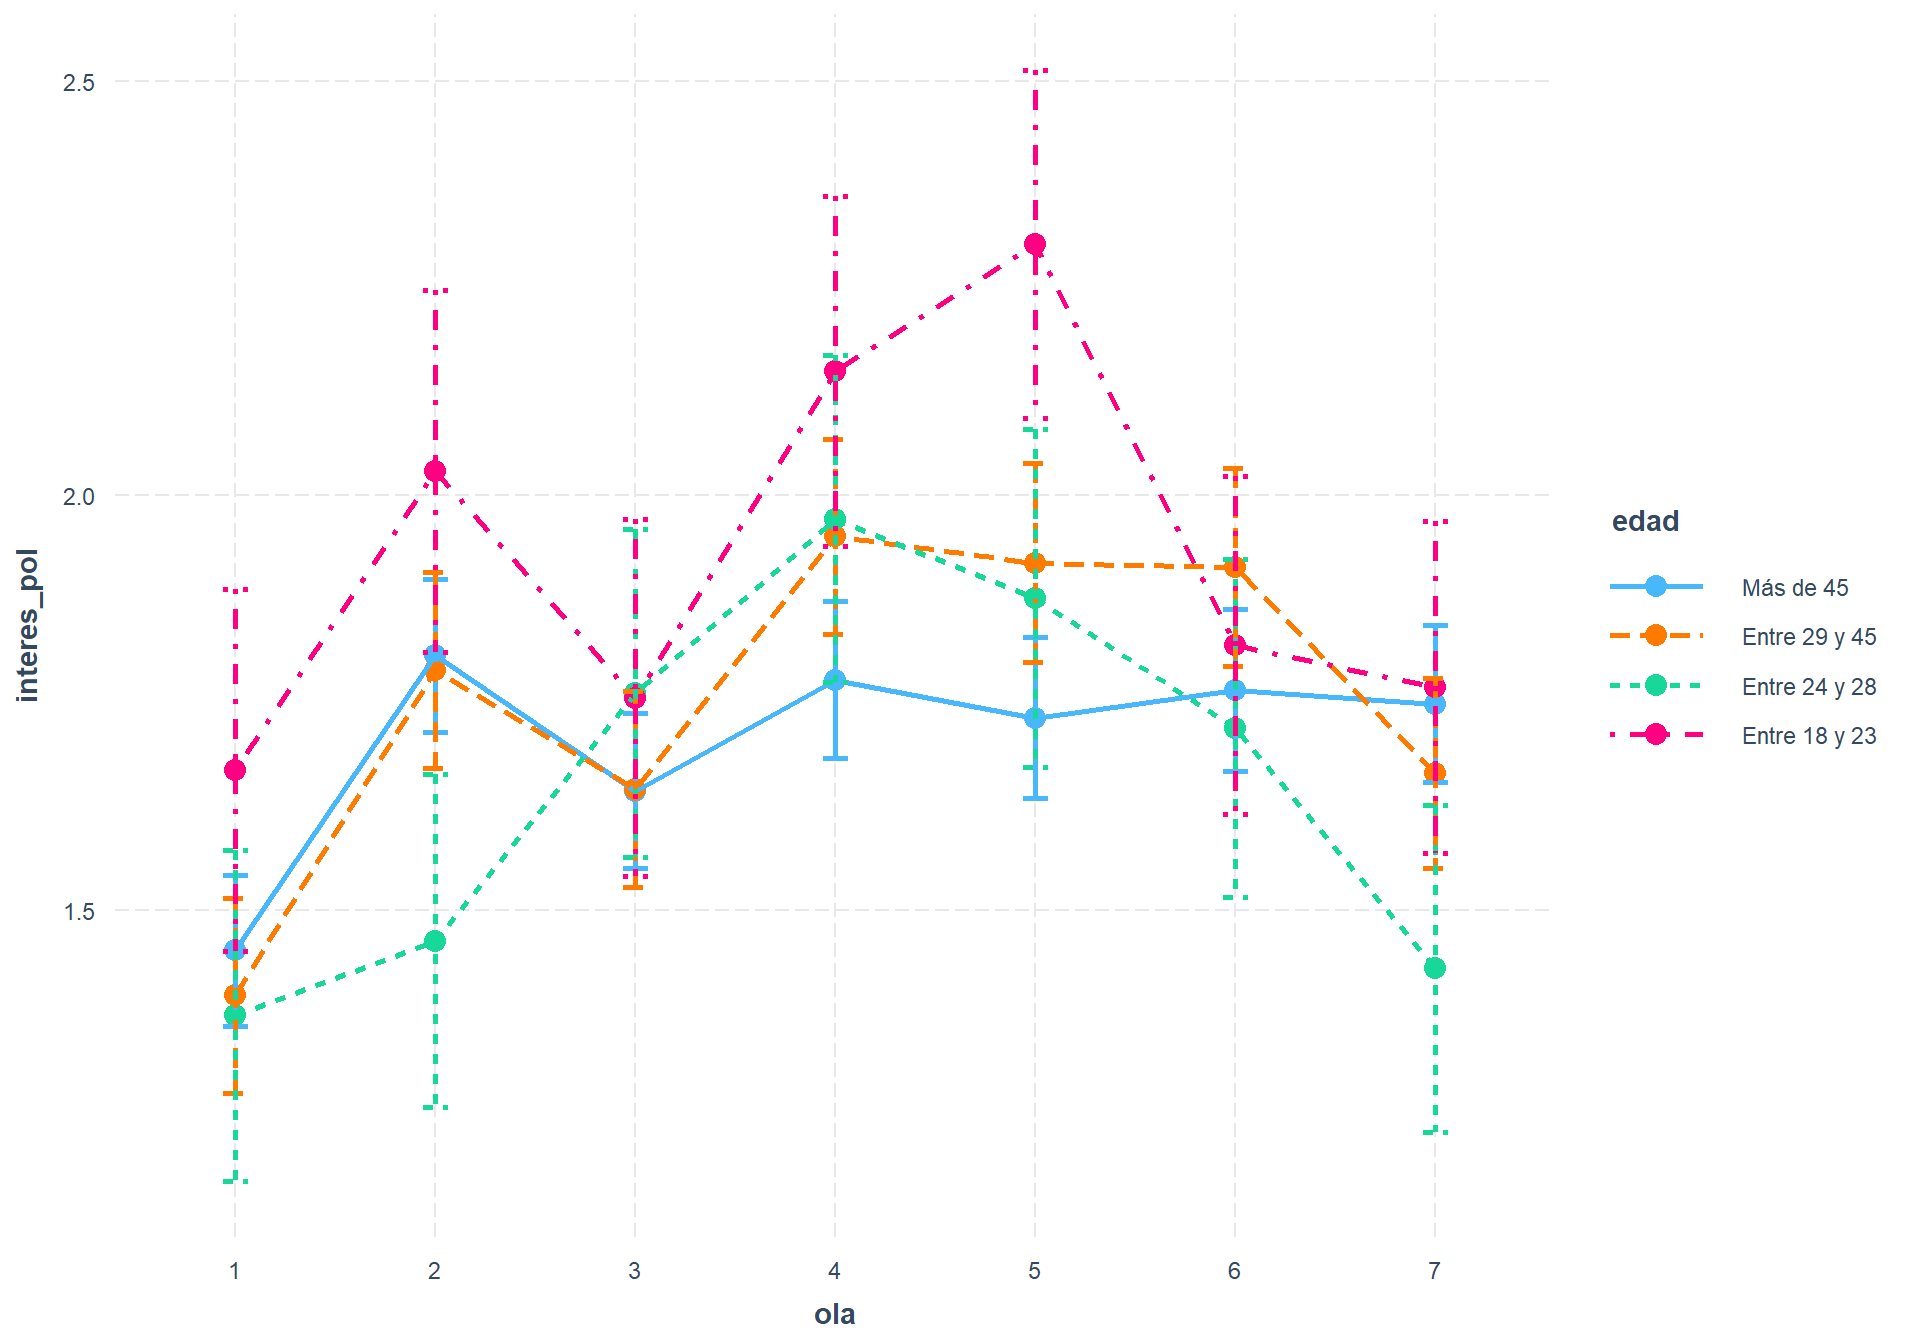 2.5
2.0
1.5
interes_pol
1 2 3 4 5 6 7
ola
edad
Más de 45
Entre 29 y 45
Entre 24 y 28
Entre 18 y 23